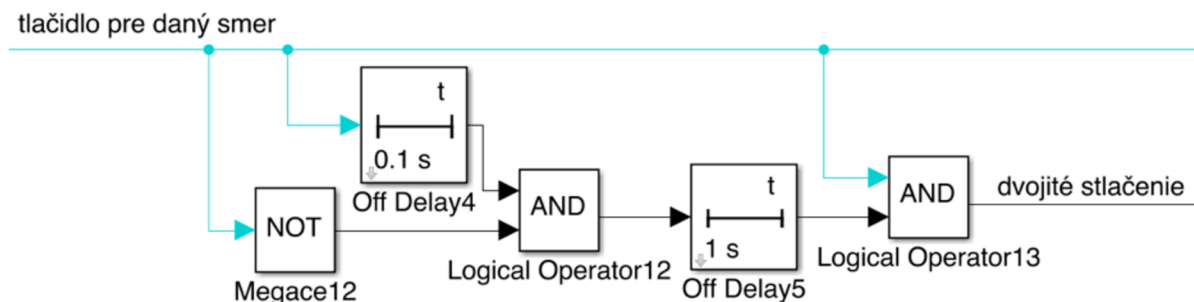 tlačidlo pre daný smer
t
0.1 s
Off Delay4
NOT
Megace12
AND
Logical Operator12
t
1 s
Off Delay5
AND
Logical Operator13
dvojité stlačenie